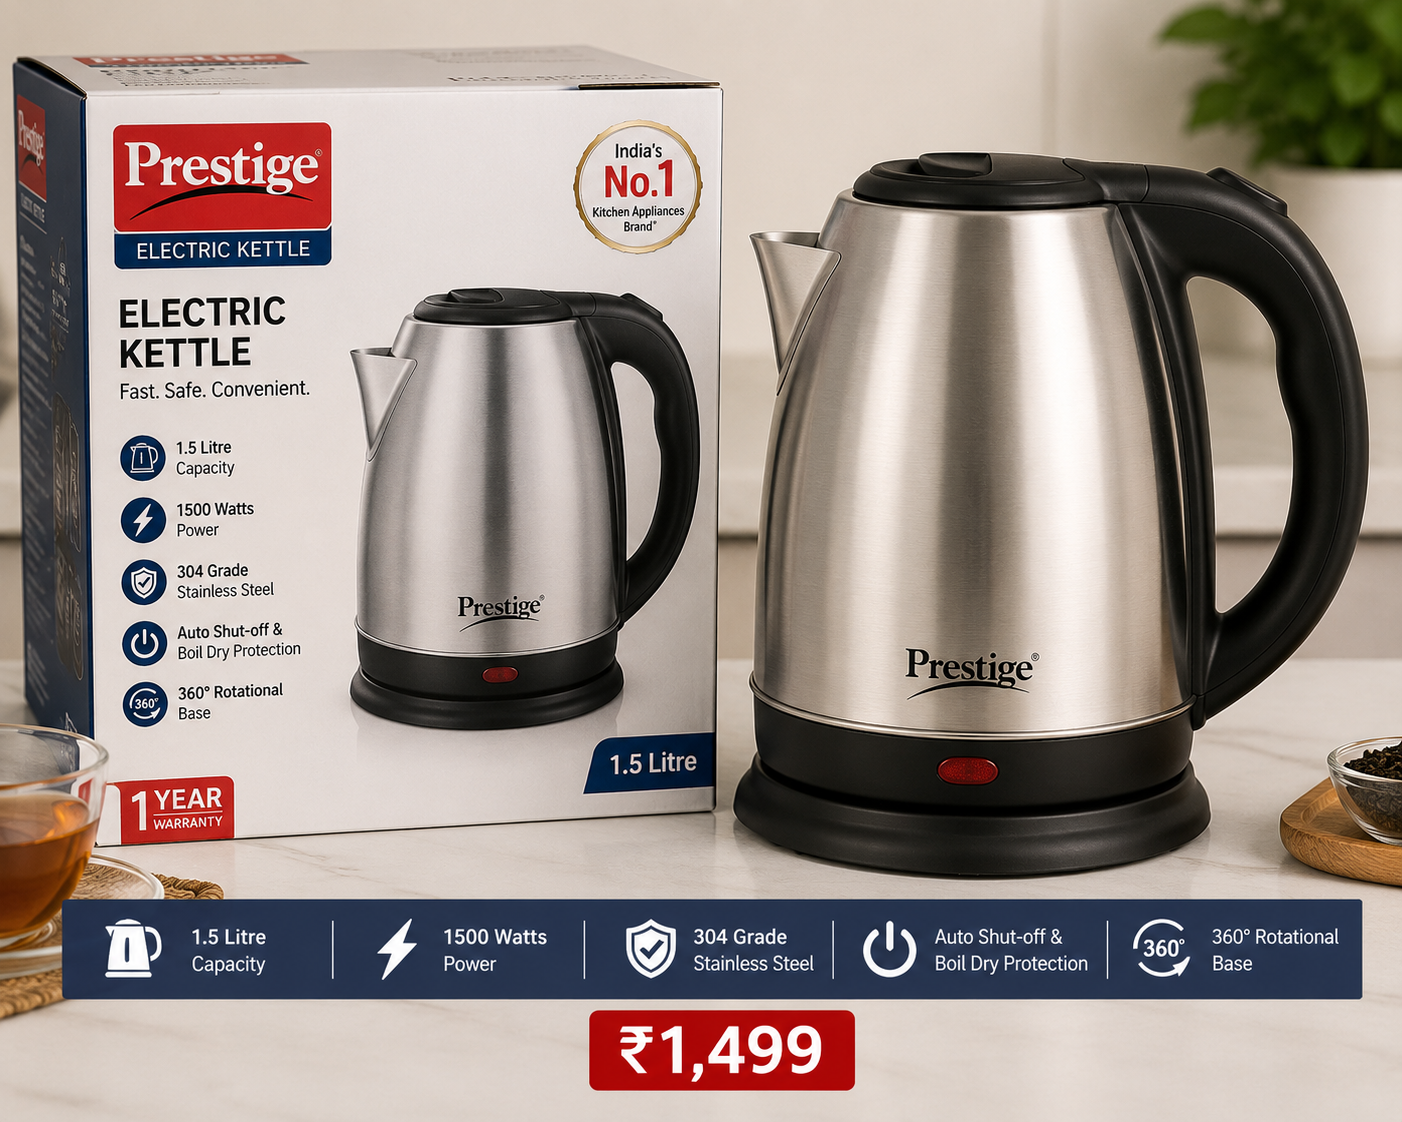 Prestige
Prestige®
ELECTRIC KETTLE
India's
No.1
Kitchen Appliances
Brand*
ELECTRIC
KETTLE
Fast. Safe. Convenient.
1.5 Litre
Capacity
1500 Watts
Power
304 Grade
Stainless Steel
Auto Shut-off &
Boil Dry Protection
360°
360° Rotational
Base
Prestige®
1.5 Litre
1 YEAR
WARRANTY
Prestige
Prestige®
1.5 Litre
Capacity
1500 Watts
Power
304 Grade
Stainless Steel
Auto Shut-off &
Boil Dry Protection
360°
360° Rotational
Base
₹1,499